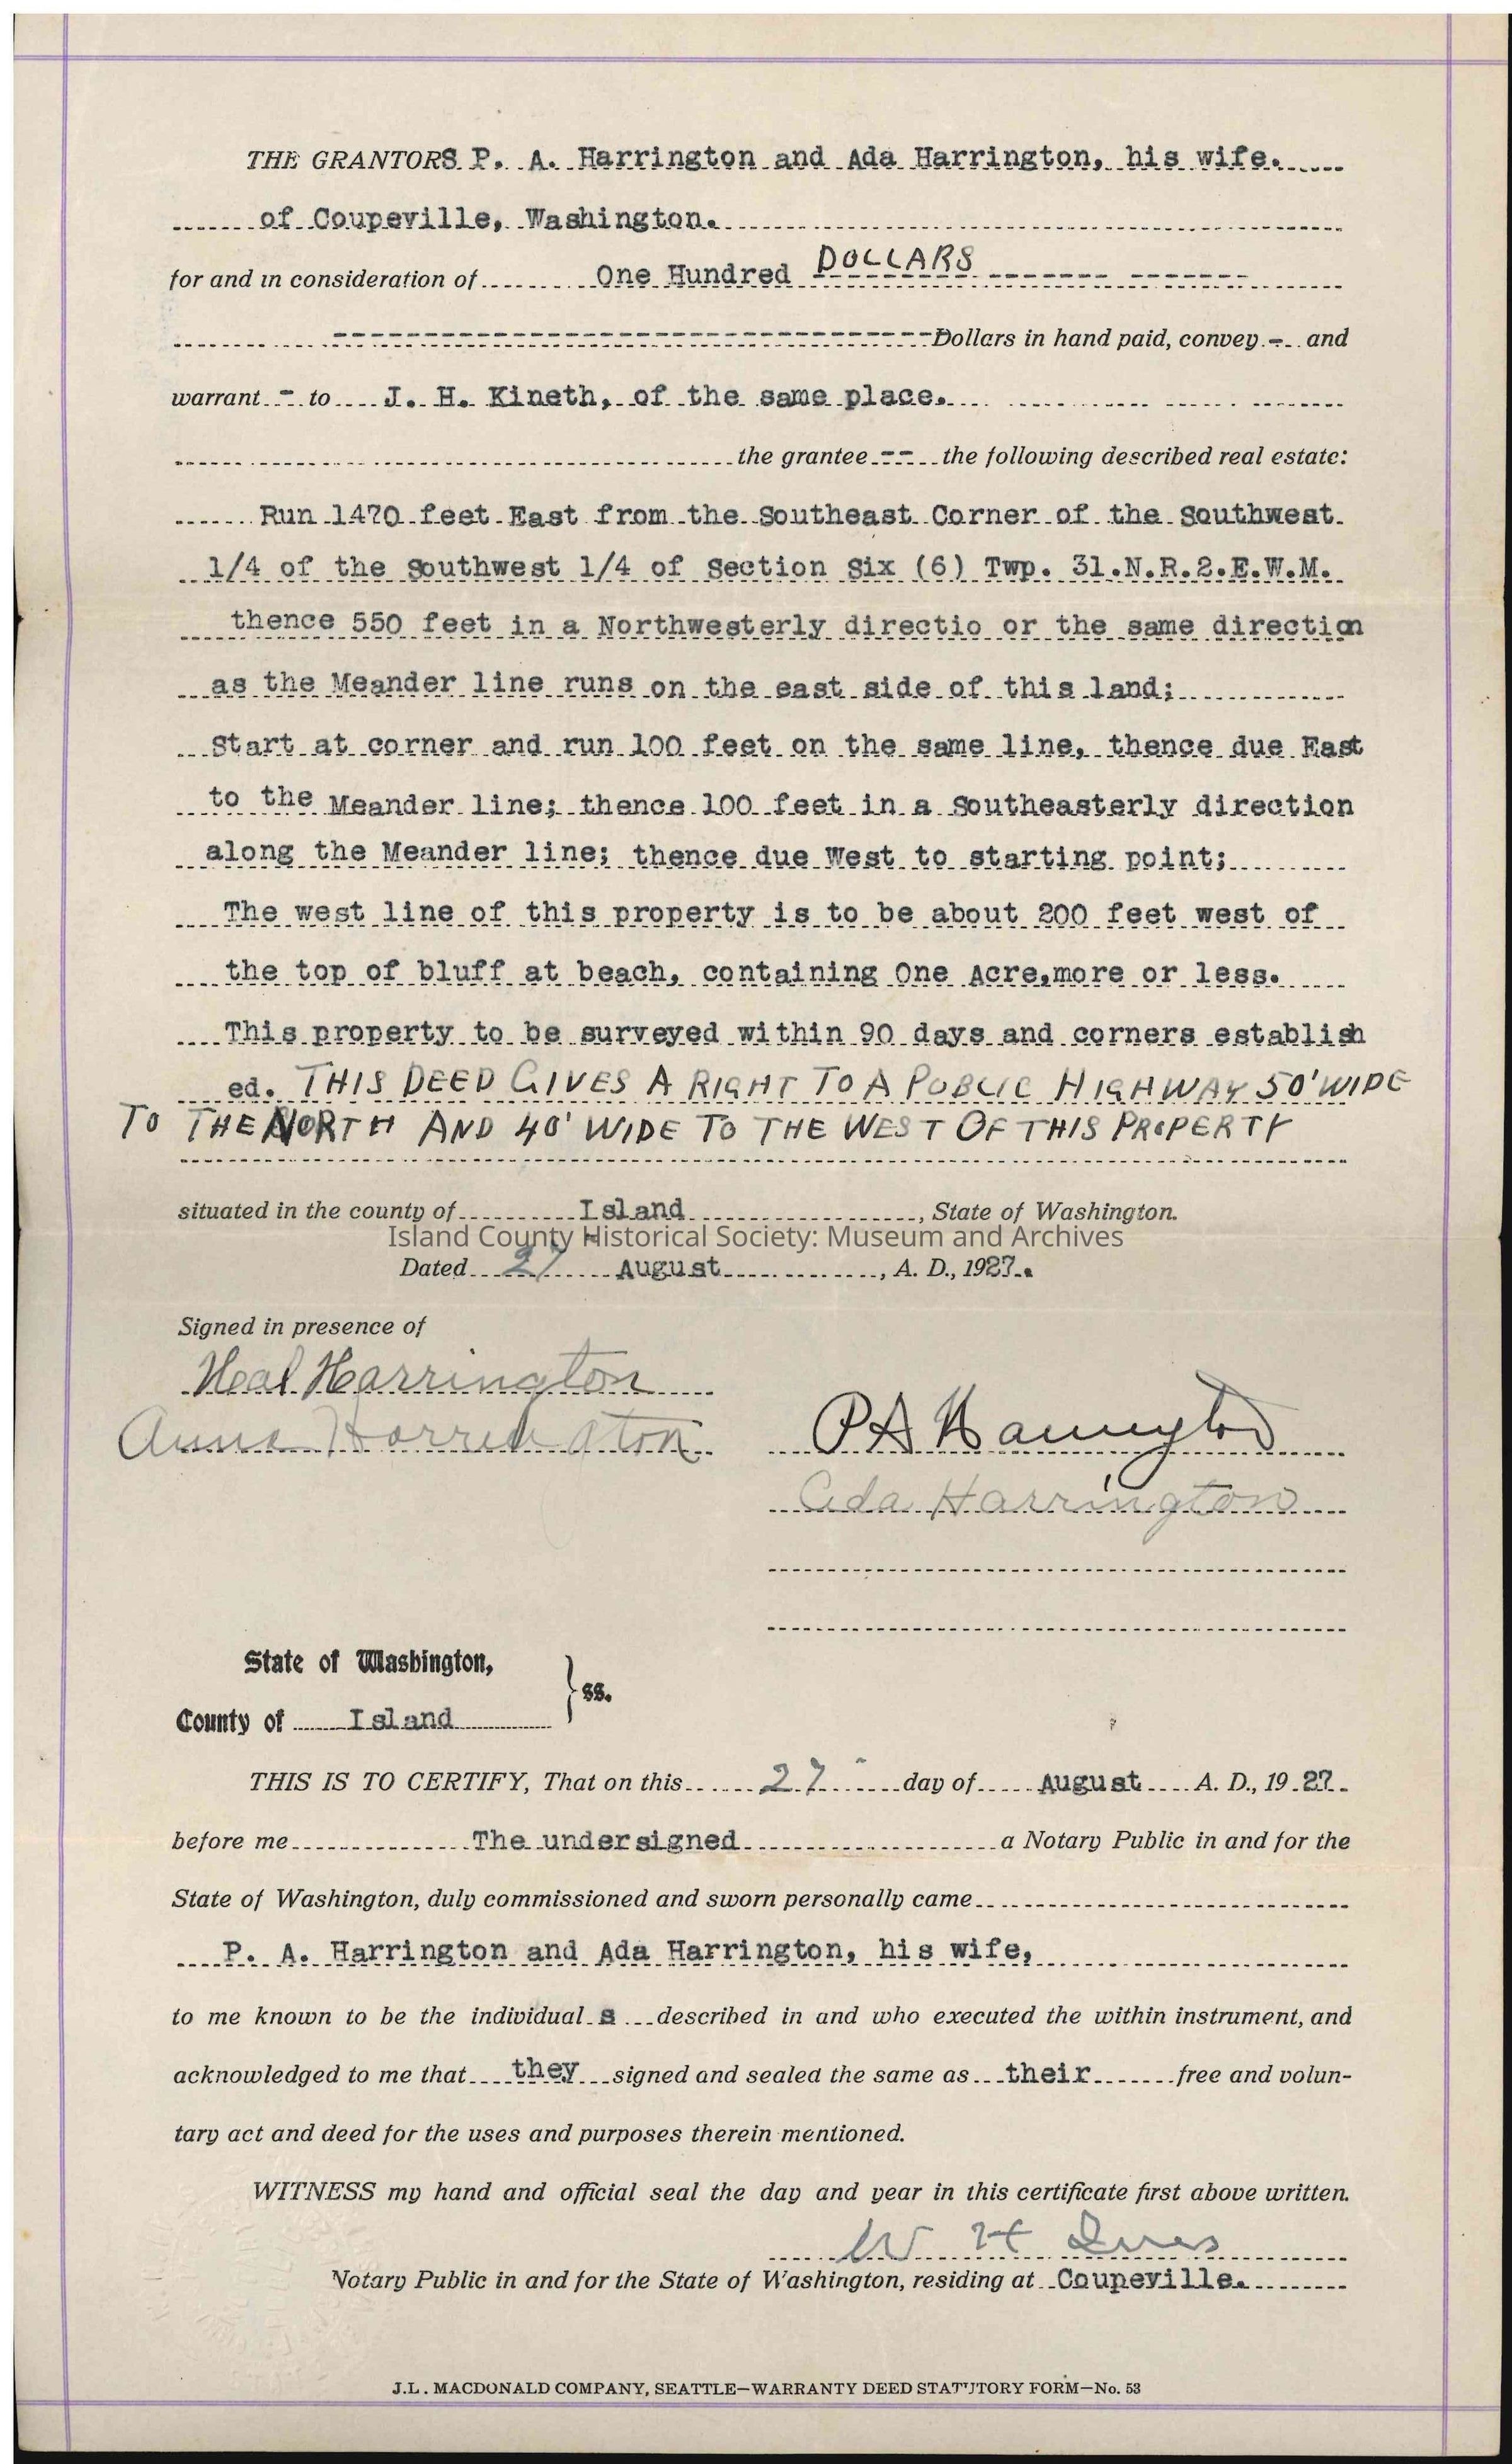 THE GRANTORS P. A. Harrington and Ada Harrington, his wife.
of Coupeville, Washington.
for and in consideration of One Hundred DOLLARS
Dollars in hand paid, convey - and
warrant - to J. H. Kineth, of the same place.
the grantee -- the following described real estate:
Run 1470 feet East from the Southeast Corner of the Southwest
1/4 of the Southwest 1/4 of Section Six (6) Twp. 31.N.R.2.E.W.M.
thence 550 feet in a Northwesterly directio or the same direction
as the Meander line runs on the east side of this land;
Start at corner and run 100 feet on the same line, thence due East
to the Meander line; thence 100 feet in a Southeasterly direction
along the Meander line; thence due West to starting point;
The west line of this property is to be about 200 feet west of
the top of bluff at beach, containing One Acre,more or less.
This property to be surveyed within 90 days and corners establish
ed. THIS DEED GIVES A RIGHT TO A PUBLIC HIGHWAY 50' WIDE
TO THE NORTH AND 40' WIDE TO THE WEST OF THIS PROPERTY
situated in the county of Island, State of Washington.
Island County Historical Society: Museum and Archives
Dated 27 August, A. D., 1927.
Signed in presence of
Neal Harrington
Anna Harrington
P A Harrington
Ada Harrington
State of Washington,
County of Island } ss.
THIS IS TO CERTIFY, That on this 27 day of August A. D., 19 27.
before me The undersigned a Notary Public in and for the
State of Washington, duly commissioned and sworn personally came
P. A. Harrington and Ada Harrington, his wife,
to me known to be the individual s described in and who executed the within instrument, and
acknowledged to me that they signed and sealed the same as their free and volun-
tary act and deed for the uses and purposes therein mentioned.
WITNESS my hand and official seal the day and year in this certificate first above written.
W H
Notary Public in and for the State of Washington, residing at Coupeville.
J.L. MACDONALD COMPANY, SEATTLE—WARRANTY DEED STATUTORY FORM—No. 53